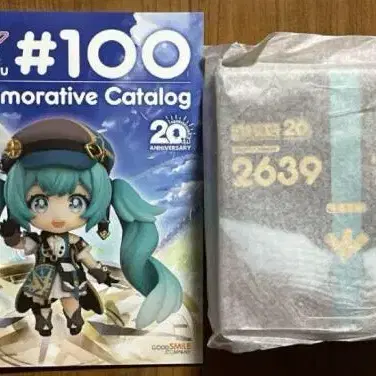 #100
morative Catalog
20th
ANNIVERSARY
GOOD SMILE
COMPANY
20
2639